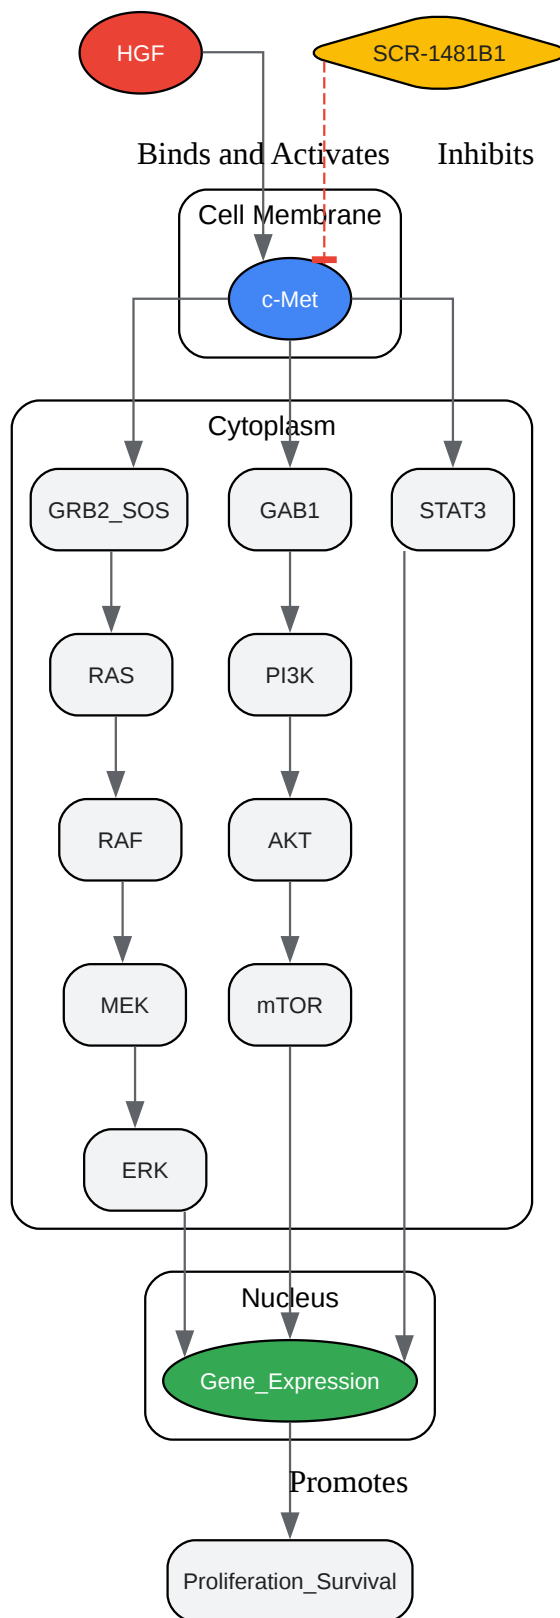 HGF
SCR-1481B1
Binds and Activates
Inhibits
Cell Membrane
c-Met
Cytoplasm
GRB2_SOS
GAB1
STAT3
RAS
PI3K
RAF
AKT
MEK
mTOR
ERK
Nucleus
Gene_Expression
Promotes
Proliferation_Survival